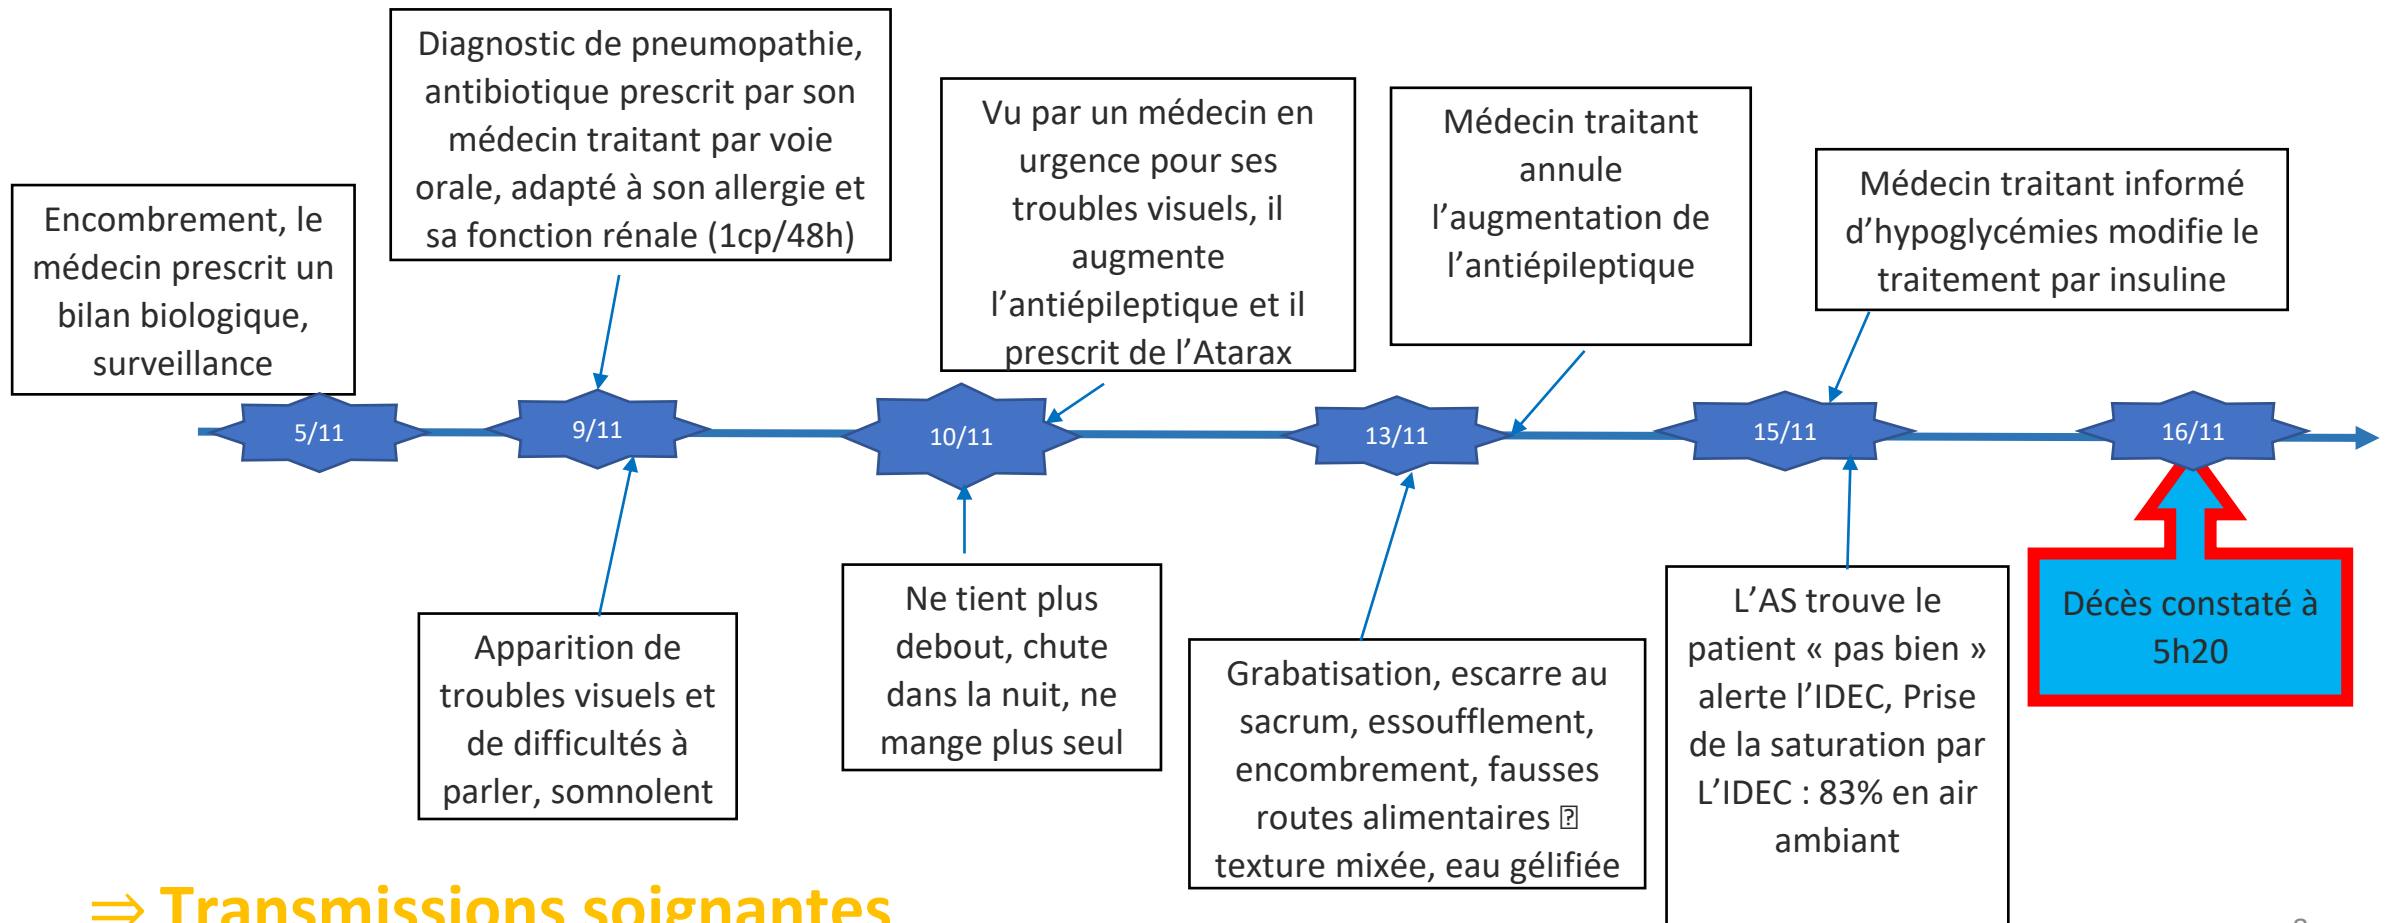 Diagnostic de pneumopathie,
antibiotique prescrit par son
médecin traitant par voie
orale, adapté à son allergie et
sa fonction rénale (1cp/48h)
Vu par un médecin en
urgence pour ses
troubles visuels, il
augmente
l'antiépileptique et il
prescrit de l'Atarax
Médecin traitant
annule
l'augmentation de
l'antiépileptique
Médecin traitant informé
d'hypoglycémies modifie le
traitement par insuline
Encombrement, le
médecin prescrit un
bilan biologique,
surveillance
5/11
9/11
10/11
13/11
15/11
16/11
Apparition de
troubles visuels et
de difficultés à
parler, somnolent
Ne tient plus
debout, chute
dans la nuit, ne
mange plus seul
Grabatisation, escarre au
sacrum, essoufflement,
encombrement, fausses
routes alimentaires
texture mixée, eau gélifiée
L'AS trouve le
patient « pas bien »
alerte l'IDEC, Prise
de la saturation par
L'IDEC : 83% en air
ambiant
Décès constaté à
5h20
⇒ Transmissions soignantes